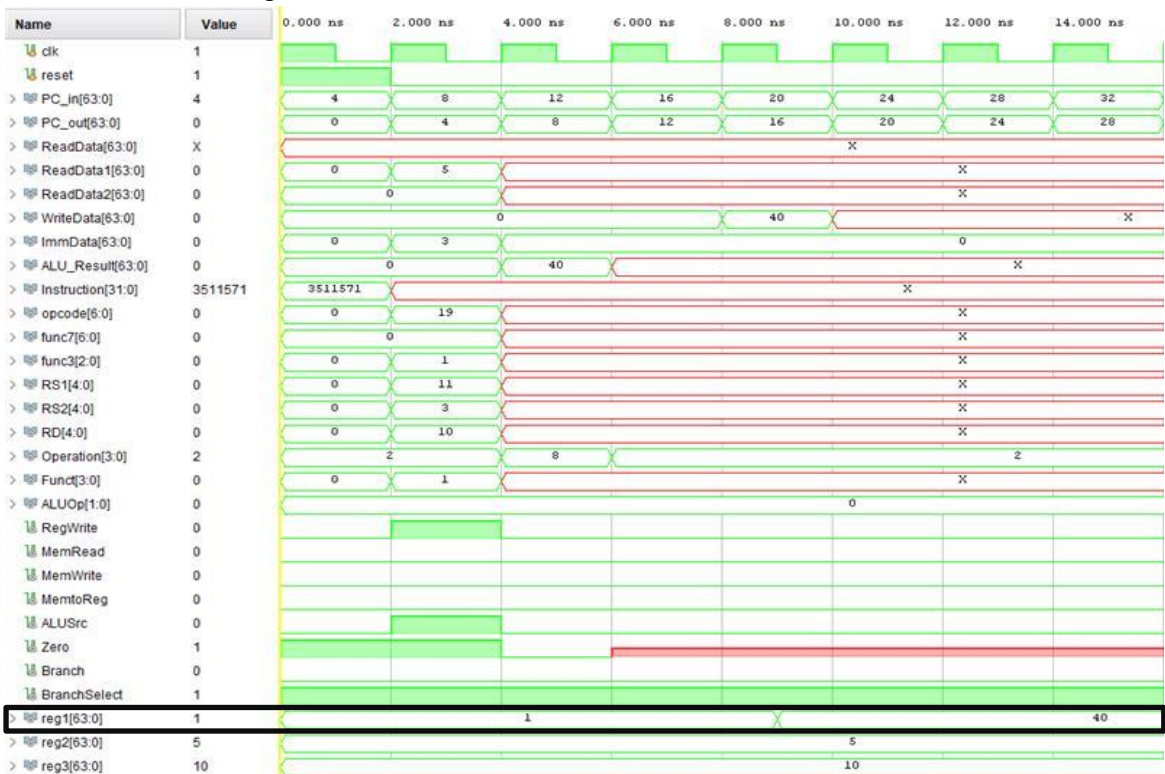 Name Value 0.000 ns 2.000 ns 4.000 ns 6.000 ns 8.000 ns 10.000 ns 12.000 ns 14.000 ns
clk 1
reset 1
PC_in[63:0] 4 4 8 12 16 20 24 28 32
PC_out[63:0] 0 0 4 8 12 16 20 24 28
ReadData[63:0] X X
ReadData1[63:0] 0 0 5 X
ReadData2[63:0] 0 0 X
WriteData[63:0] 0 0 40 X
ImmData[63:0] 0 0 3 0
ALU_Result[63:0] 0 0 40 X
Instruction[31:0] 3511571 3511571 X
opcode[6:0] 0 0 19 X
func7[6:0] 0 0 X
func3[2:0] 0 0 1 X
RS1[4:0] 0 0 11 X
RS2[4:0] 0 0 3 X
RD[4:0] 0 0 10 X
Operation[3:0] 2 2 8 2
Funct[3:0] 0 0 1 X
ALUOp[1:0] 0 0
RegWrite 0
MemRead 0
MemWrite 0
MemtoReg 0
ALUSrc 0
Zero 1
Branch 0
BranchSelect 1
reg1[63:0] 1 1 40
reg2[63:0] 5 5
reg3[63:0] 10 10